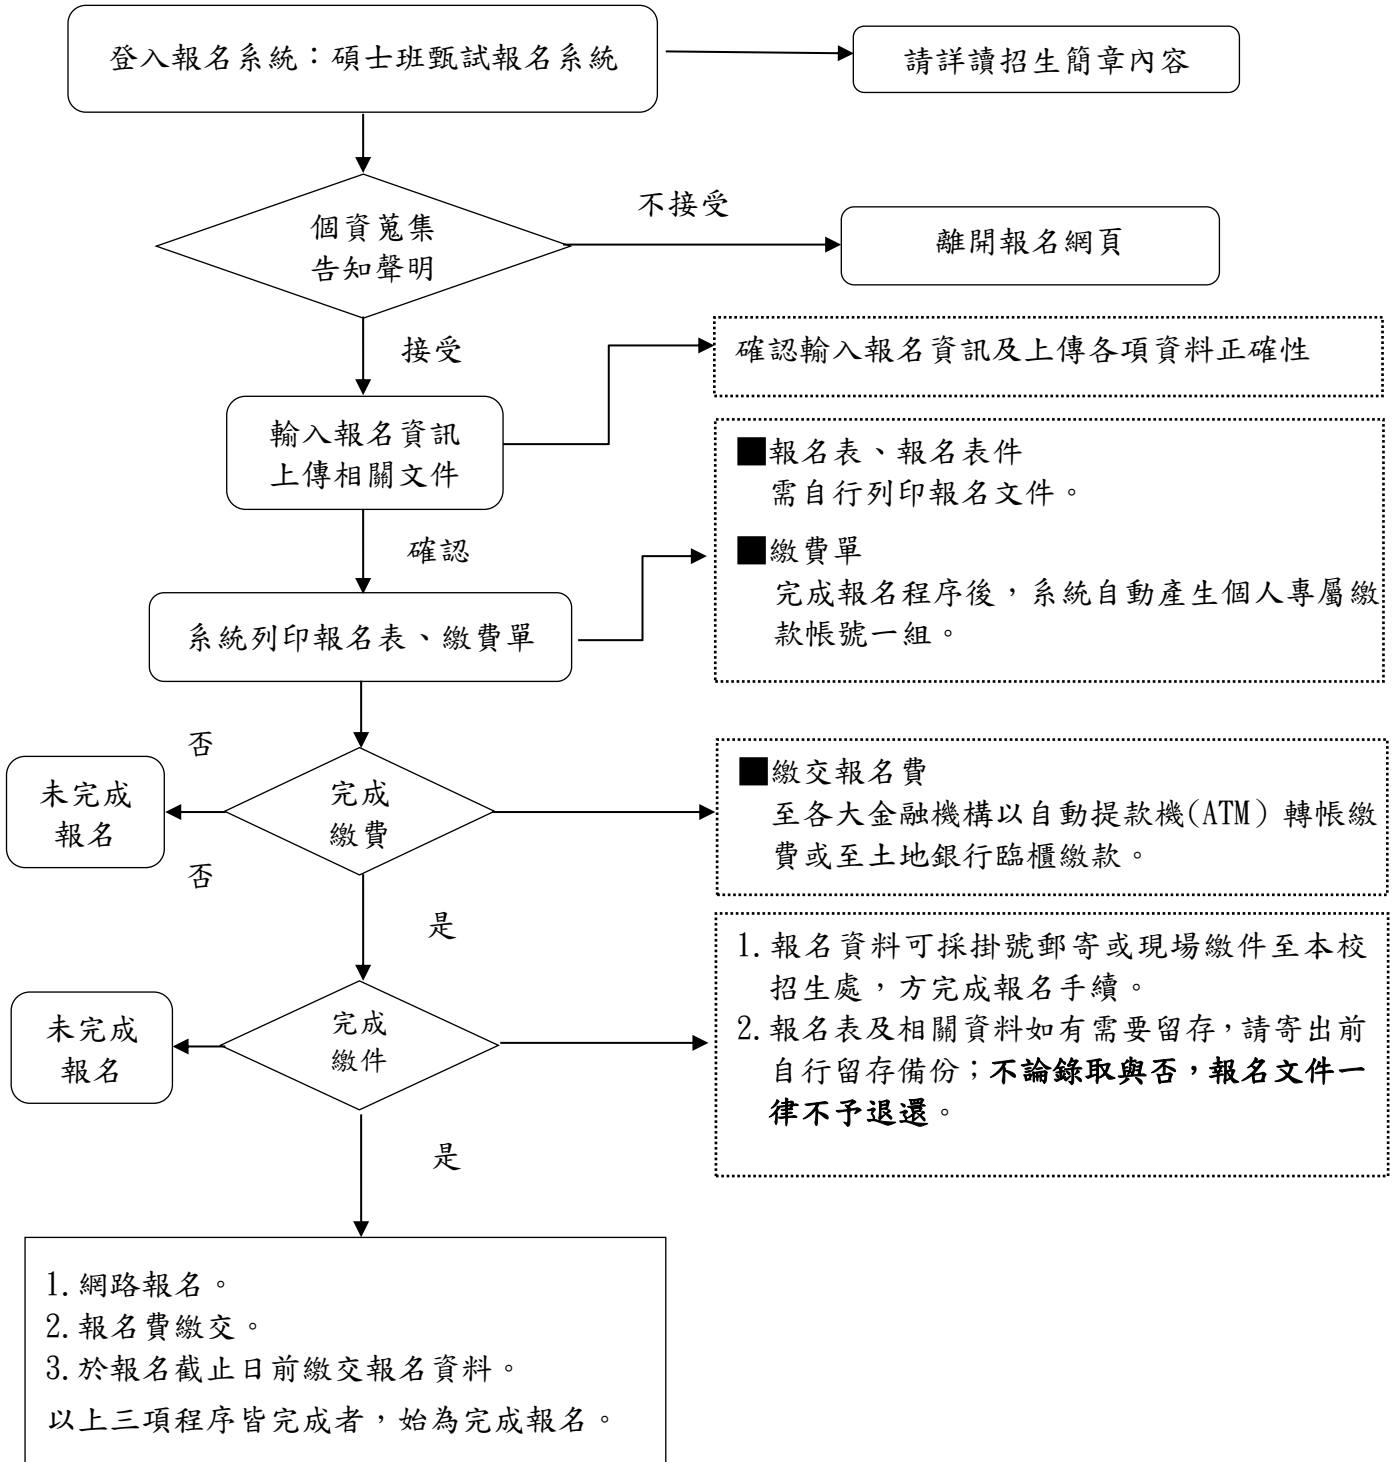 登入報名系統：碩士班甄試報名系統
請詳讀招生簡章內容
個資蒐集
告知聲明
不接受
離開報名網頁
接受
確認輸入報名資訊及上傳各項資料正確性
輸入報名資訊
上傳相關文件
■報名表、報名表件
需自行列印報名文件。
確認
■繳費單
完成報名程序後，系統自動產生個人專屬繳
款帳號一組。
系統列印報名表、繳費單
否
未完成
報名
完成
繳費
■繳交報名費
至各大金融機構以自動提款機(ATM) 轉帳繳
費或至土地銀行臨櫃繳款。
否
是
1.報名資料可採掛號郵寄或現場繳件至本校
招生處，方完成報名手續。
2.報名表及相關資料如有需要留存，請寄出前
自行留存備份；不論錄取與否，報名文件一
律不予退還。
未完成
報名
完成
繳件
是
1.網路報名。
2.報名費繳交。
3.於報名截止日前繳交報名資料。
以上三項程序皆完成者，始為完成報名。